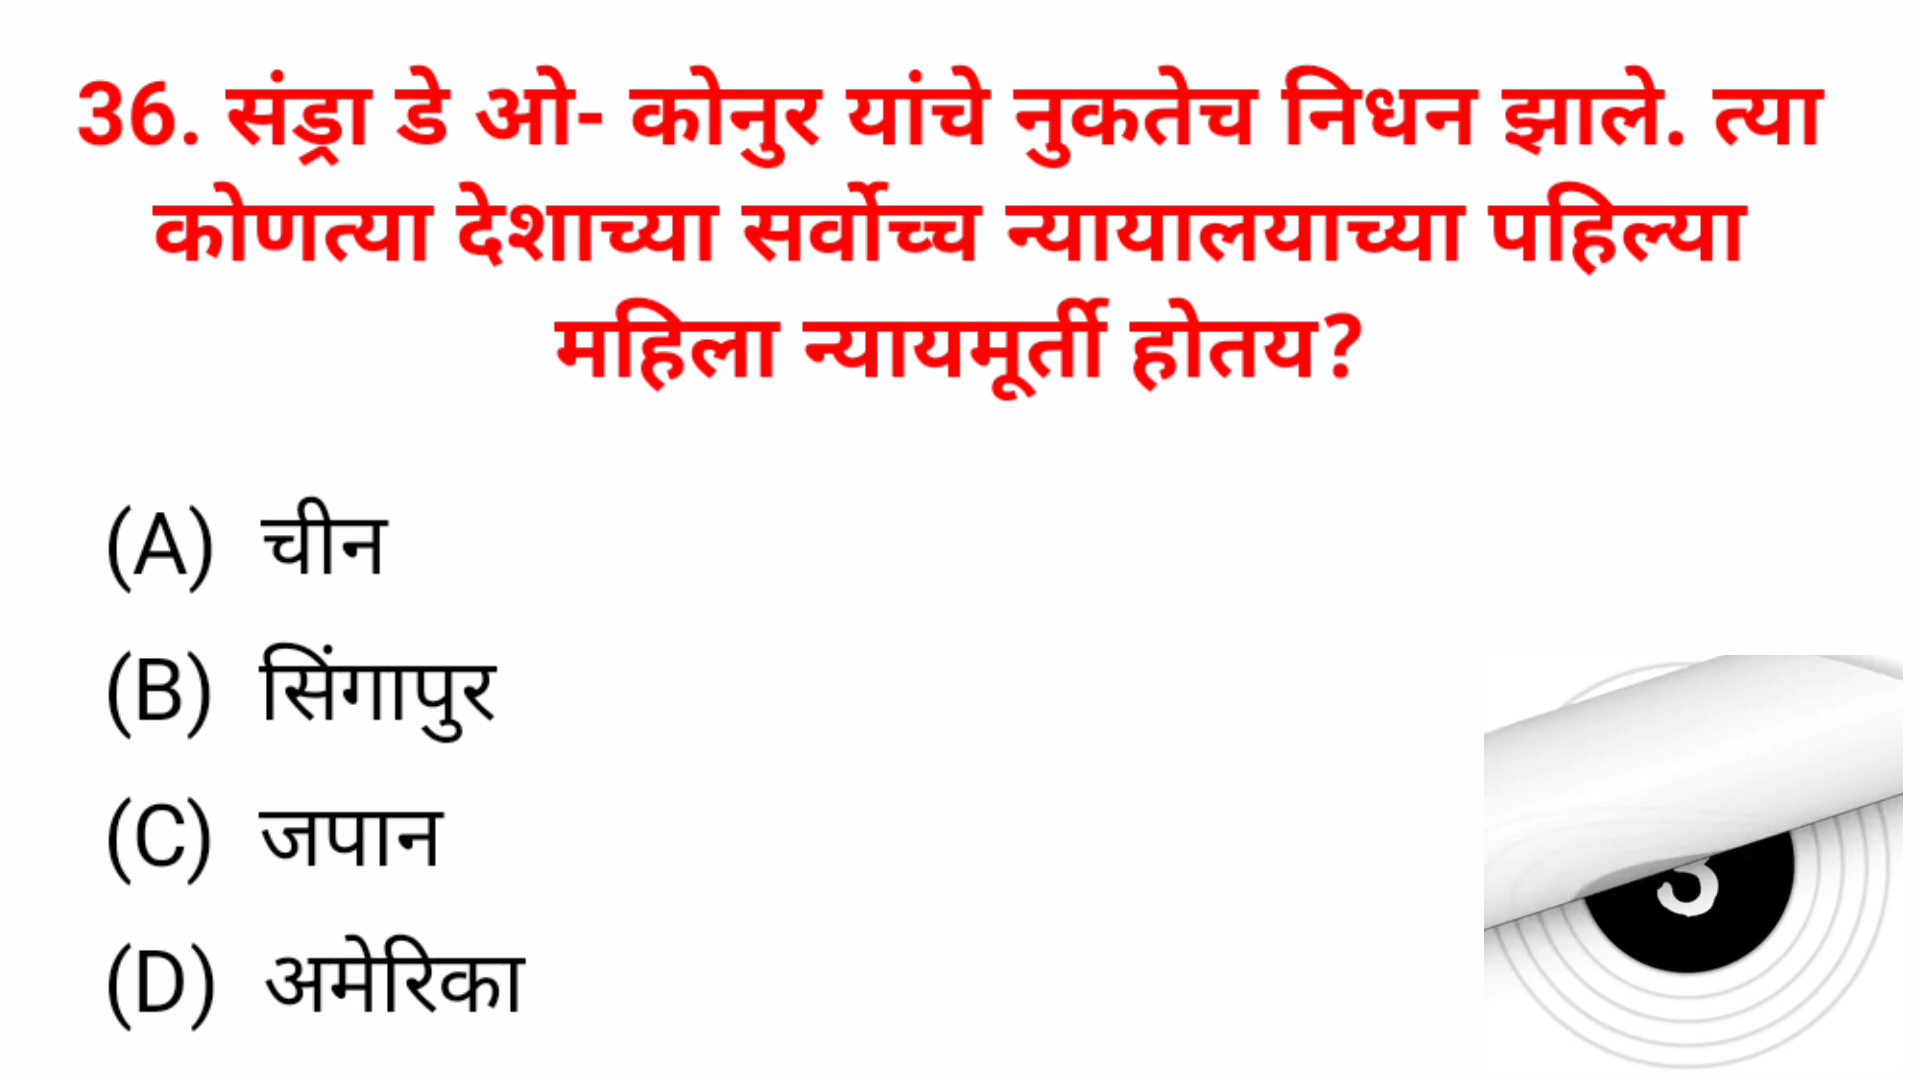 36. संड्रा डे ओ- कोनुर यांचे नुकतेच निधन झाले. त्या
कोणत्या देशाच्या सर्वोच्च न्यायालयाच्या पहिल्या
महिला न्यायमूर्ती होतय?
(A) चीन
(B) सिंगापुर
(C) जपान
(D) अमेरिका